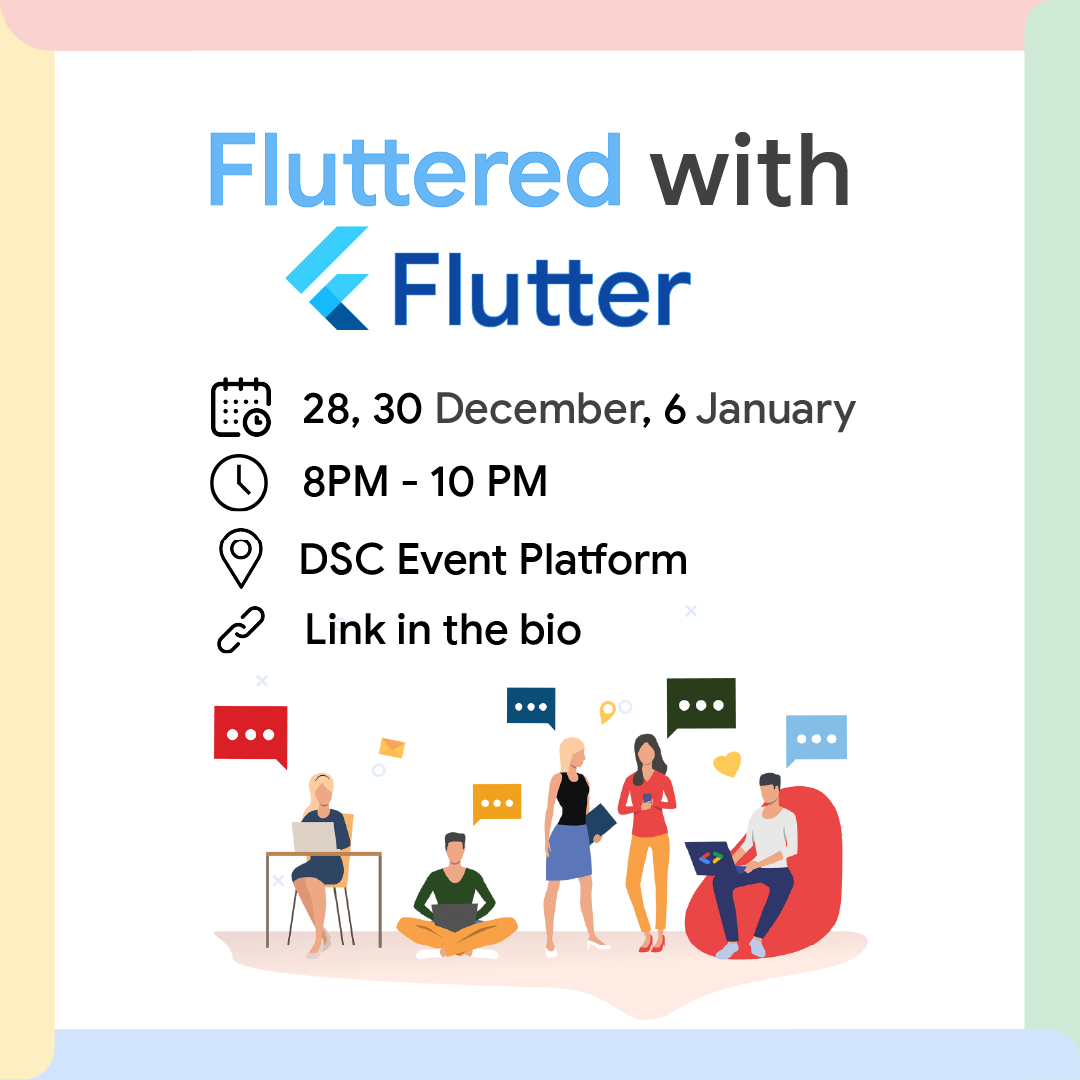 Fluttered with
Flutter
28, 30 December, 6 January
8PM - 10 PM
DSC Event Platform
Link in the bio